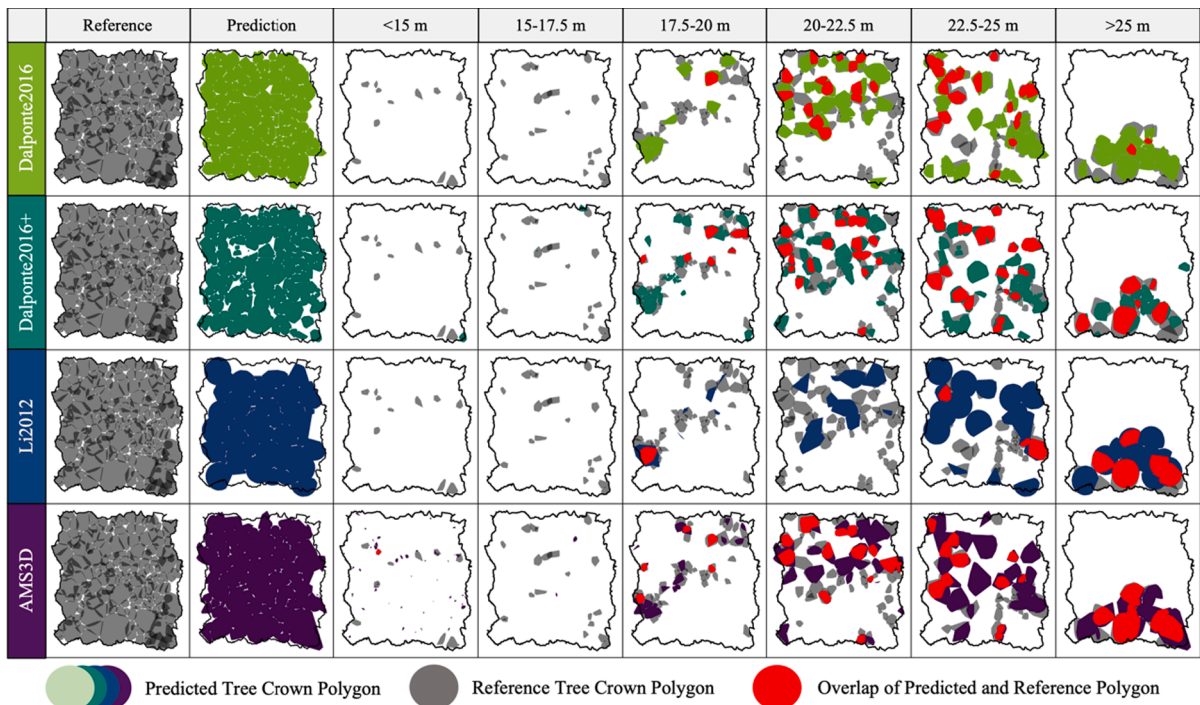 Reference Prediction <15 m 15-17.5 m 17.5-20 m 20-22.5 m 22.5-25 m >25 m
Dalponte2016
Dalponte2016+
Li2012
AMS3D
Predicted Tree Crown Polygon Reference Tree Crown Polygon Overlap of Predicted and Reference Polygon